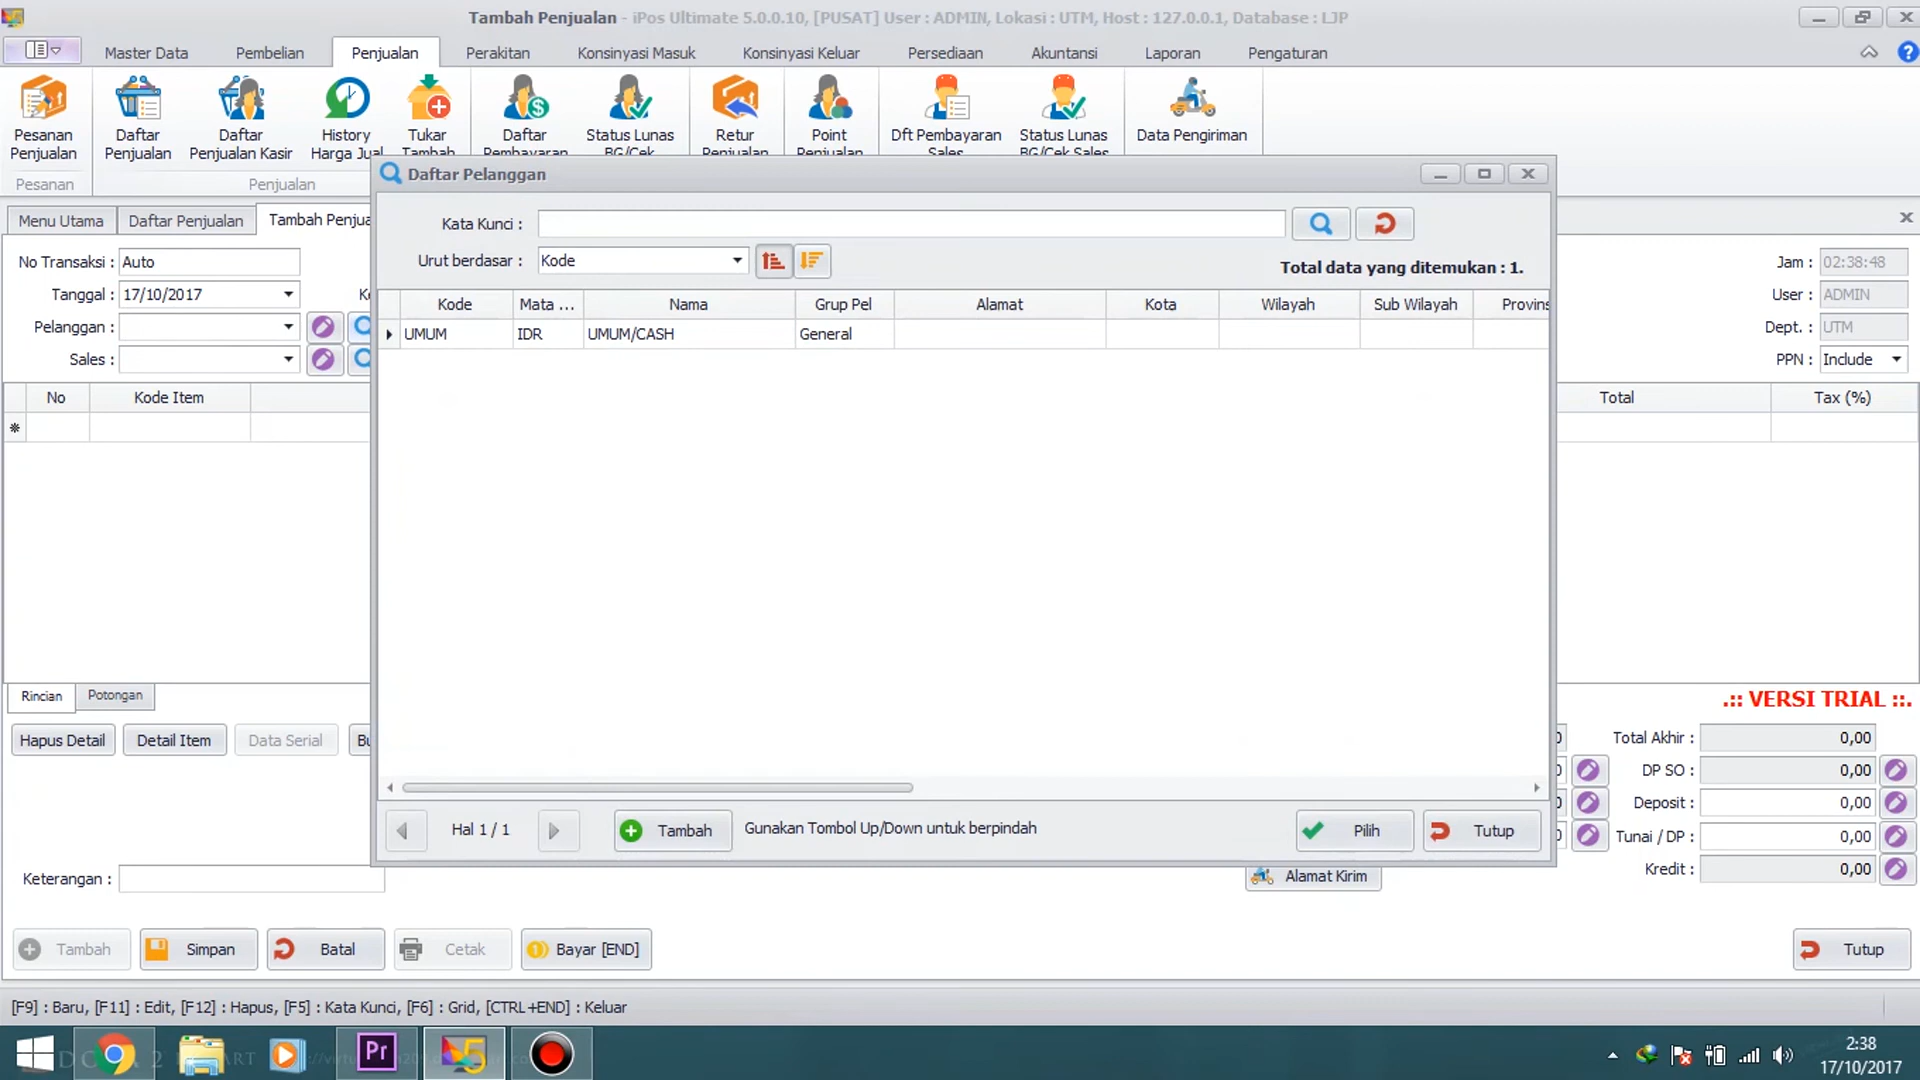 Tambah Penjualan - iPos Ultimate 5.0.0.10, [PUSAT] User : ADMIN, Lokasi : UTM, Host : 127.0.0.1, Database : LJP
Master Data Pembelian Penjualan Perakitan Konsinyasi Masuk Konsinyasi Keluar Persediaan Akuntansi Laporan Pengaturan
Pesanan Penjualan
Daftar Penjualan
Daftar Penjualan Kasir
History Harga Jual
Tukar Tambah
Daftar Pembayaran
Status Lunas BG/Cek
Retur Penjualan
Point Penjualan
Dft Pembayaran Sales
Status Lunas BG/Cek Sales
Data Pengiriman
Pesanan Penjualan
Daftar Pelanggan
Menu Utama Daftar Penjualan Tambah Penjua
Kata Kunci :
Urut berdasar : Kode
Total data yang ditemukan : 1.
No Transaksi : Auto
Tanggal : 17/10/2017
Pelanggan :
Sales :
Jam : 02:38:48
User : ADMIN
Dept. : UTM
PPN : Include
Kode Mata ... Nama Grup Pel Alamat Kota Wilayah Sub Wilayah Provins
UMUM IDR UMUM/CASH General
No Kode Item Total Tax (%)
Rincian Potongan
.:: VERSI TRIAL ::.
Hapus Detail Detail Item Data Serial
Total Akhir : 0,00
DP SO : 0,00
Deposit : 0,00
Tunai / DP : 0,00
Kredit : 0,00
Hal 1 / 1 Tambah Gunakan Tombol Up/Down untuk berpindah Pilih Tutup
Keterangan :
Alamat Kirim
Tambah Simpan Batal Cetak Bayar [END] Tutup
[F9] : Baru, [F11] : Edit, [F12] : Hapus, [F5] : Kata Kunci, [F6] : Grid, [CTRL+END] : Keluar
Pr
5
2:38
17/10/2017